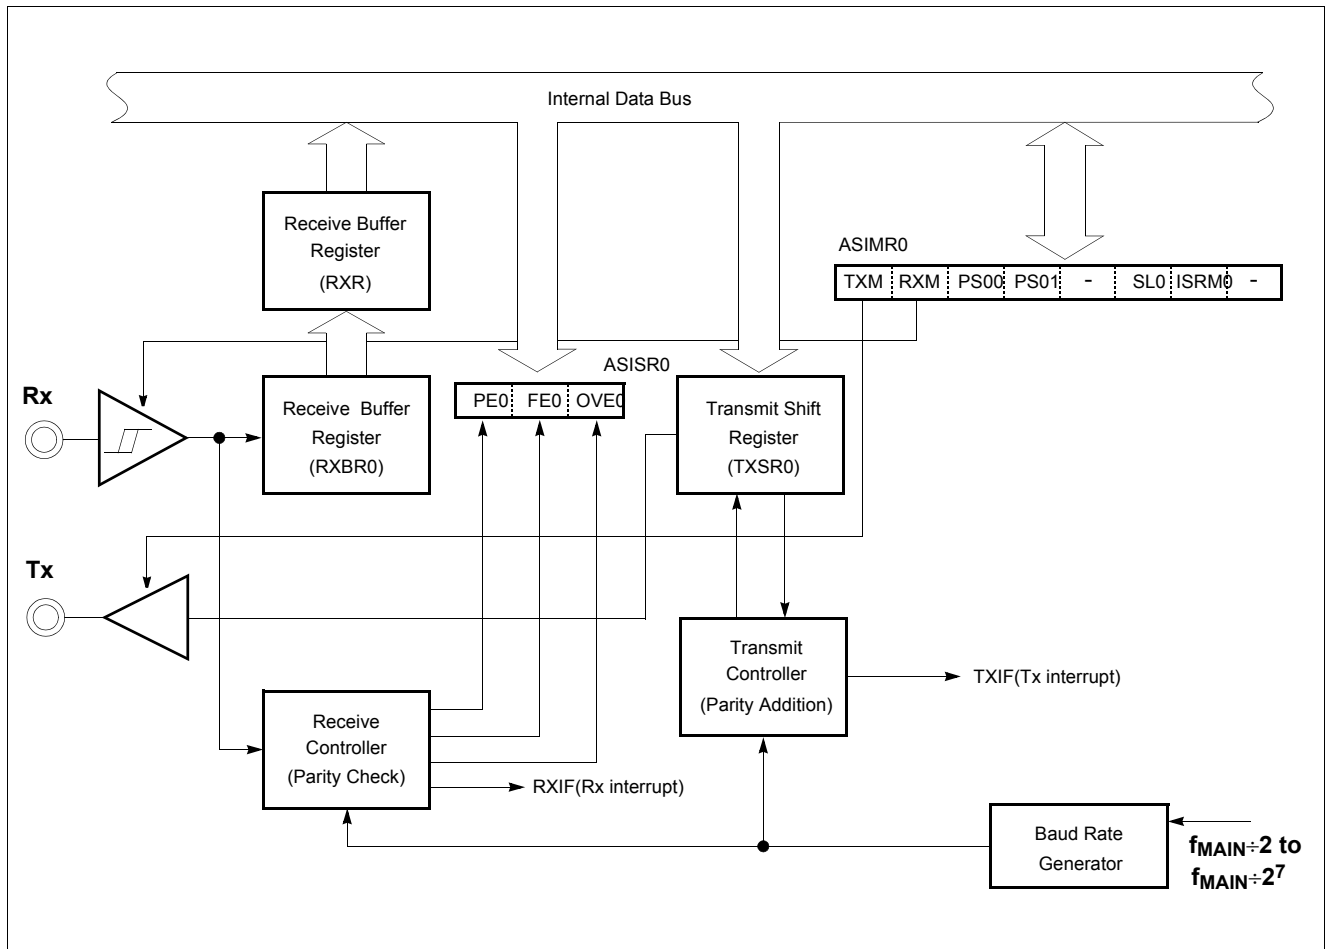 Internal Data Bus
Receive Buffer
Register
(RXR)
ASIMR0
TXM RXM PS00 PS01 - SL0 ISRM0 -
ASISR0
PE0 FE0 OVE0
Rx
Receive Buffer
Register
(RXBR0)
Transmit Shift
Register
(TXSR0)
Tx
Transmit
Controller
(Parity Addition)
TXIF(Tx interrupt)
Receive
Controller
(Parity Check)
RXIF(Rx interrupt)
Baud Rate
Generator
fMAIN÷2 to
fMAIN÷2⁷